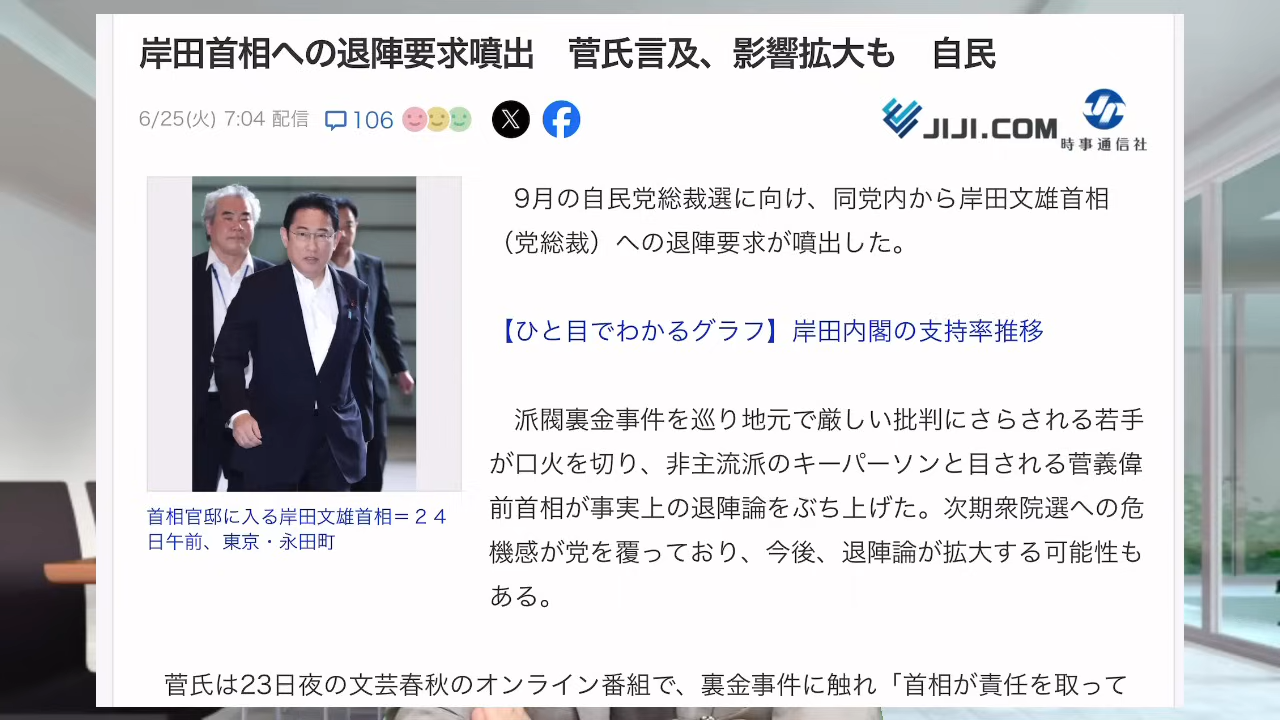 岸田首相への退陣要求噴出　菅氏言及、影響拡大も　自民
6/25(火) 7:04 配信 106
JIJI.COM 時事通信社
9月の自民党総裁選に向け、同党内から岸田文雄首相
（党総裁）への退陣要求が噴出した。
【ひと目でわかるグラフ】岸田内閣の支持率推移
派閥裏金事件を巡り地元で厳しい批判にさらされる若手
が口火を切り、非主流派のキーパーソンと目される菅義偉
前首相が事実上の退陣論をぶち上げた。次期衆院選への危
機感が党を覆っており、今後、退陣論が拡大する可能性も
ある。
首相官邸に入る岸田文雄首相＝２４
日午前、東京・永田町
菅氏は23日夜の文芸春秋のオンライン番組で、裏金事件に触れ「首相が責任を取って